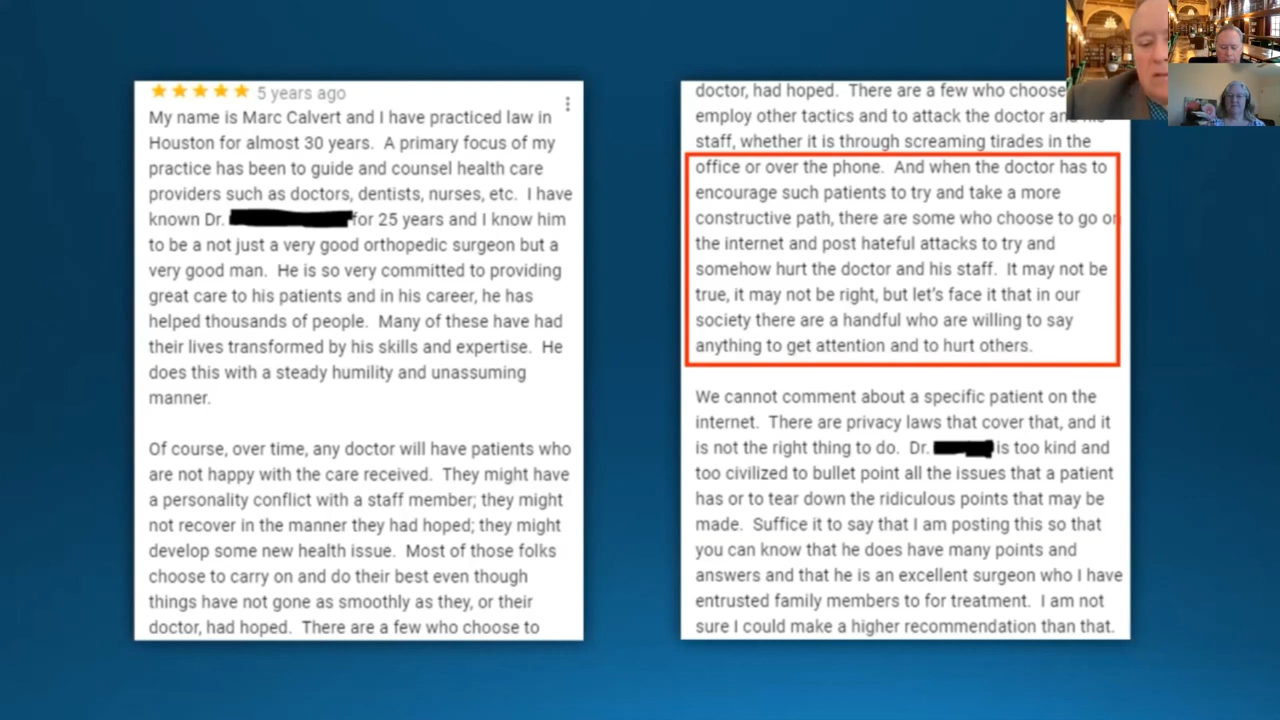 5 years ago
My name is Marc Calvert and I have practiced law in
Houston for almost 30 years. A primary focus of my
practice has been to guide and counsel health care
providers such as doctors, dentists, nurses, etc. I have
known Dr. for 25 years and I know him
to be a not just a very good orthopedic surgeon but a
very good man. He is so very committed to providing
great care to his patients and in his career, he has
helped thousands of people. Many of these have had
their lives transformed by his skills and expertise. He
does this with a steady humility and unassuming
manner.
Of course, over time, any doctor will have patients who
are not happy with the care received. They might have
a personality conflict with a staff member; they might
not recover in the manner they had hoped; they might
develop some new health issue. Most of those folks
choose to carry on and do their best even though
things have not gone as smoothly as they, or their
doctor, had hoped. There are a few who choose to
doctor, had hoped. There are a few who choose
employ other tactics and to attack the doctor and his
staff, whether it is through screaming tirades in the
office or over the phone. And when the doctor has to
encourage such patients to try and take a more
constructive path, there are some who choose to go on
the internet and post hateful attacks to try and
somehow hurt the doctor and his staff. It may not be
true, it may not be right, but let's face it that in our
society there are a handful who are willing to say
anything to get attention and to hurt others.
We cannot comment about a specific patient on the
internet. There are privacy laws that cover that, and it
is not the right thing to do. Dr. is too kind and
too civilized to bullet point all the issues that a patient
has or to tear down the ridiculous points that may be
made. Suffice it to say that I am posting this so that
you can know that he does have many points and
answers and that he is an excellent surgeon who I have
entrusted family members to for treatment. I am not
sure I could make a higher recommendation than that.